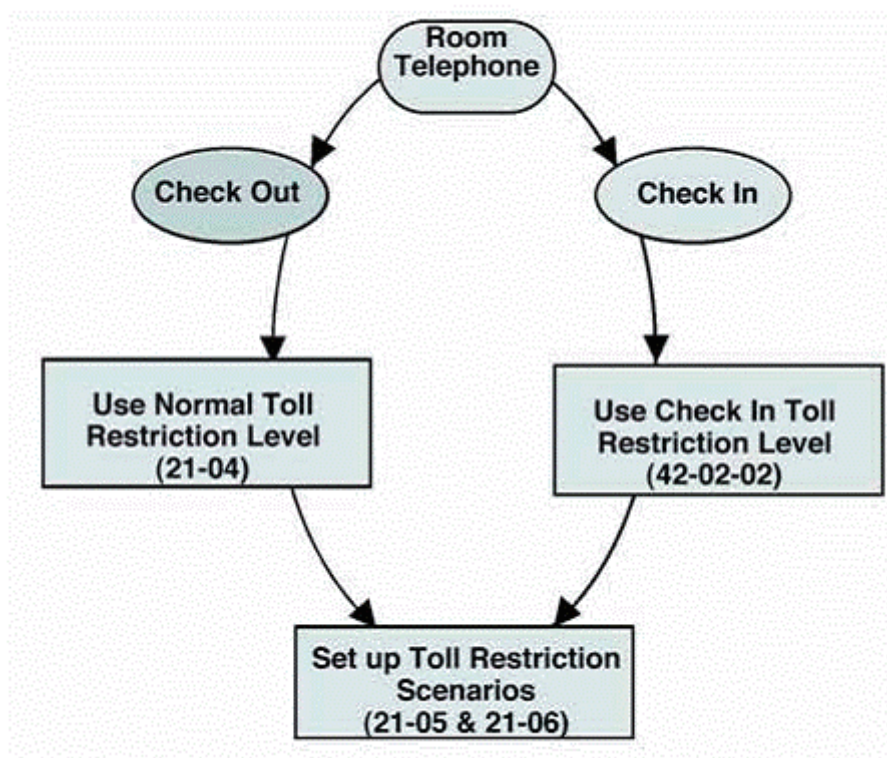 Room
Telephone
Check Out
Check In
Use Normal Toll
Restriction Level
(21-04)
Use Check In Toll
Restriction Level
(42-02-02)
Set up Toll Restriction
Scenarios
(21-05 & 21-06)